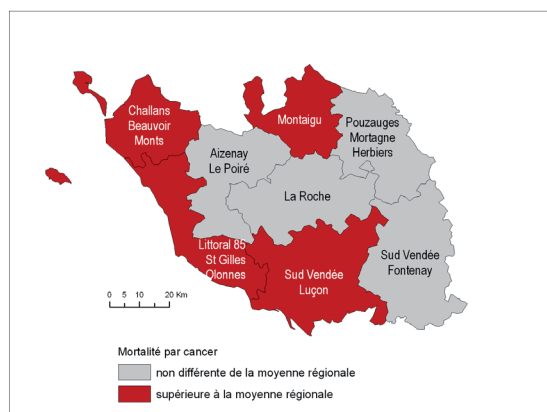 Challans
Beauvoir
Monts
Montaigu
Pouzauges
Mortagne
Herbiers
Aizenay
Le Poiré
La Roche
Littoral 85
St Gilles
Olonnes
Sud Vendée
Luçon
Sud Vendée
Fontenay
0 5 10 20 Km
Mortalité par cancer
non différente de la moyenne régionale
supérieure à la moyenne régionale